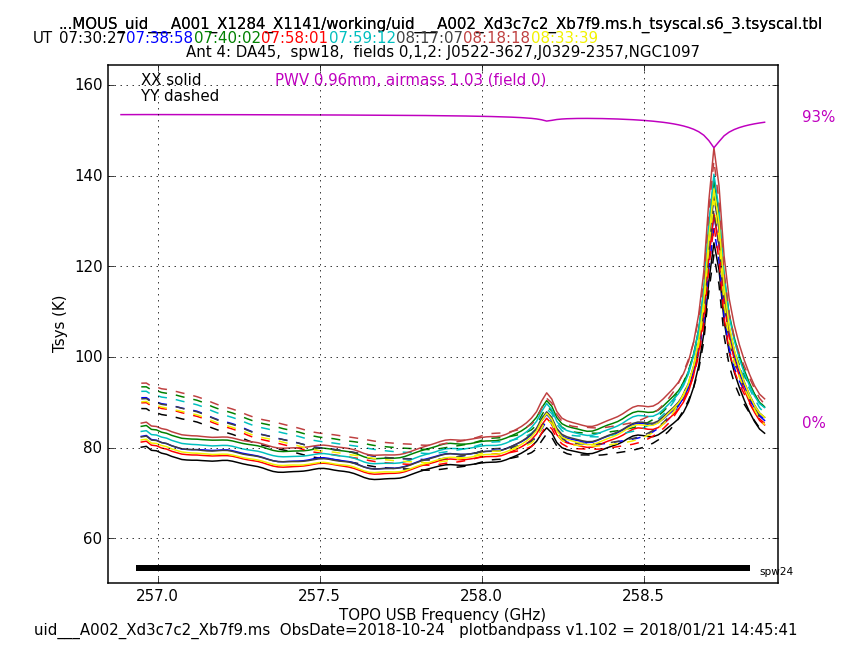 ...MOUS_uid___A001_X1284_X1141/working/uid___A002_Xd3c7c2_Xb7f9.ms.h_tsyscal.s6_3.tsyscal.tbl
UT 07:30:27 07:38:58 07:40:02 07:58:01 07:59:12 08:17:07 08:18:18 08:33:39
Ant 4: DA45, spw18, fields 0,1,2: J0522-3627,J0329-2357,NGC1097
XX solid
YY dashed
PWV 0.96mm, airmass 1.03 (field 0)
93%
0%
160
140
120
100
80
60
Tsys (K)
spw24
257.0 257.5 258.0 258.5
TOPO USB Frequency (GHz)
uid___A002_Xd3c7c2_Xb7f9.ms ObsDate=2018-10-24 plotbandpass v1.102 = 2018/01/21 14:45:41